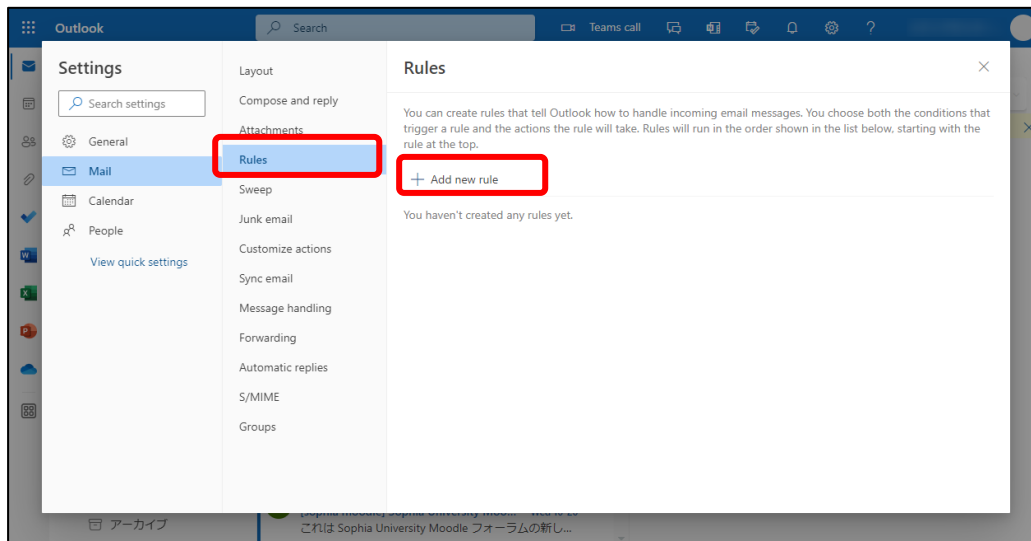 Outlook
Search
Teams call
Settings
Search settings
General
Mail
Calendar
People
View quick settings
Layout
Compose and reply
Attachments
Rules
Sweep
Junk email
Customize actions
Sync email
Message handling
Forwarding
Automatic replies
S/MIME
Groups
Rules
You can create rules that tell Outlook how to handle incoming email messages. You choose both the conditions that
trigger a rule and the actions the rule will take. Rules will run in the order shown in the list below, starting with the
rule at the top.
Add new rule
You haven't created any rules yet.
アーカイブ
これは Sophia University Moodle フォーラムの新し...